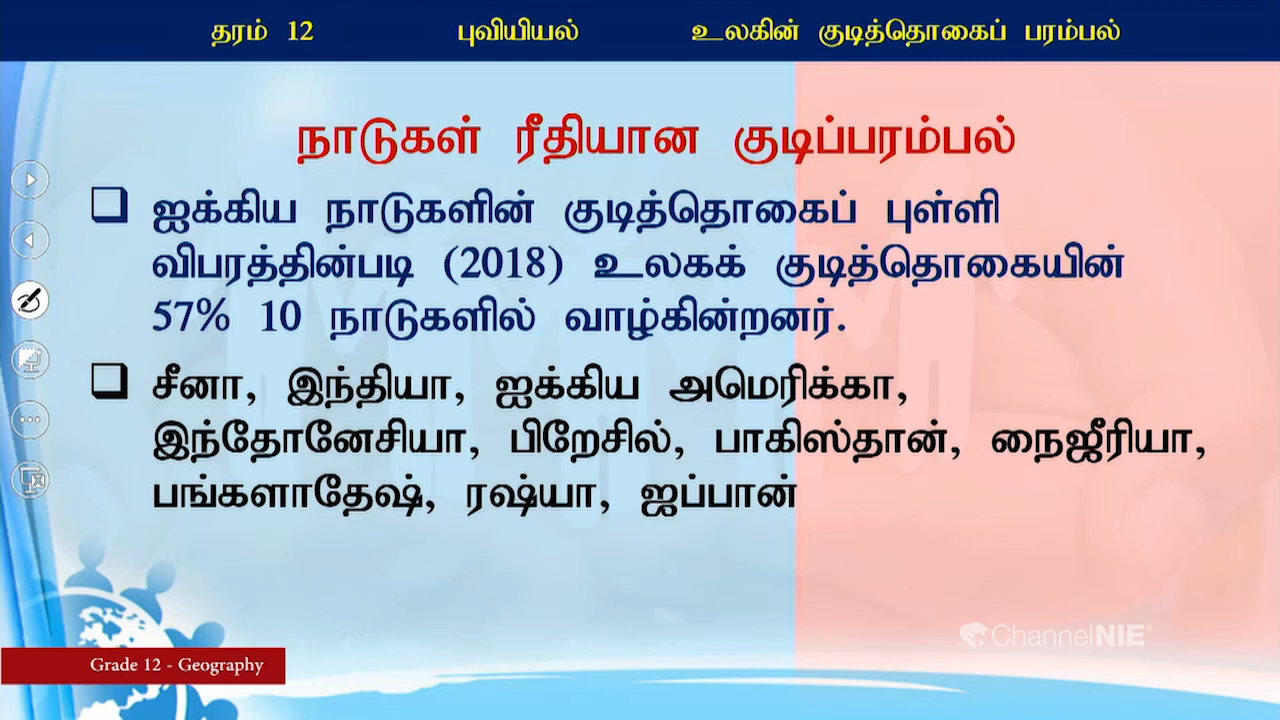 தரம் 12 புவியியல் உலகின் குடித்தொகைப் பரம்பல்
நாடுகள் ரீதியான குடிப்பரம்பல்
ஐக்கிய நாடுகளின் குடித்தொகைப் புள்ளி
விபரத்தின்படி (2018) உலகக் குடித்தொகையின்
57% 10 நாடுகளில் வாழ்கின்றனர்.
சீனா, இந்தியா, ஐக்கிய அமெரிக்கா,
இந்தோனேசியா, பிறேசில், பாகிஸ்தான், நைஜீரியா,
பங்களாதேஷ், ரஷ்யா, ஜப்பான்
ChannelNIE
Grade 12 - Geography